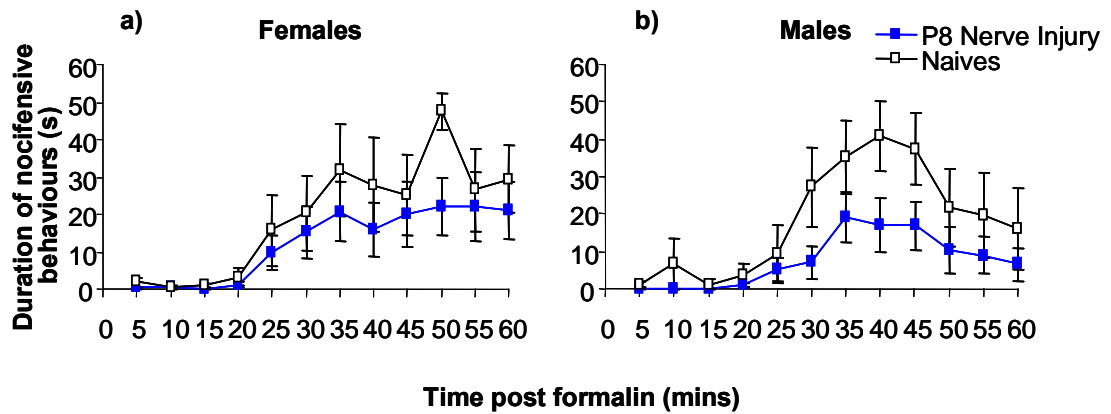 a)
Females
b)
Males
P8 Nerve Injury
Naives
Duration of nocifensive
behaviours (s)
60
50
40
30
20
10
0
0 5 10 15 20 25 30 35 40 45 50 55 60
60
50
40
30
20
10
0
0 5 10 15 20 25 30 35 40 45 50 55 60
Time post formalin (mins)